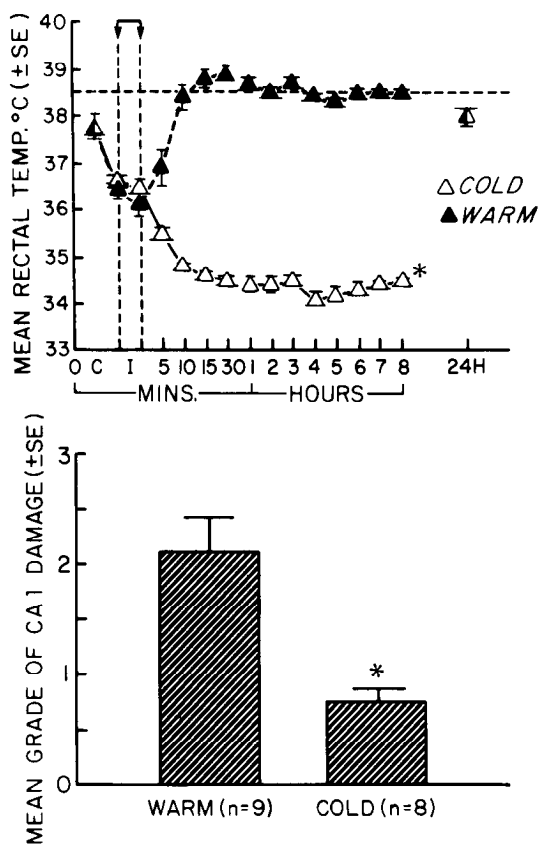 MEAN RECTAL TEMP. °C (±SE)
40
39
38
37
36
35
34
33
△ COLD
▲ WARM
*
0 C I 5 10 15 30 1 2 3 4 5 6 7 8 24H
MINS. HOURS
MEAN GRADE OF CA1 DAMAGE (±SE)
3
2
1
0
*
WARM (n=9) COLD (n=8)